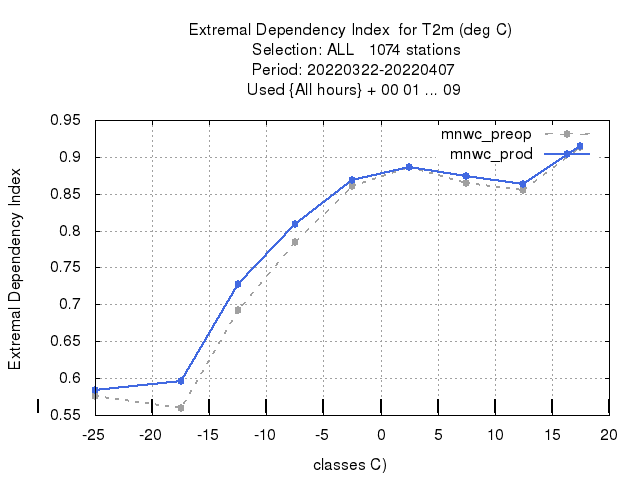 Extremal Dependency Index  for T2m (deg C)
Selection: ALL   1074 stations
Period: 20220322-20220407
Used {All hours} + 00 01 ... 09
mnwc_preop
mnwc_prod
Extremal Dependency Index
0.95
0.9
0.85
0.8
0.75
0.7
0.65
0.6
0.55
-25 -20 -15 -10 -5 0 5 10 15 20
classes C)